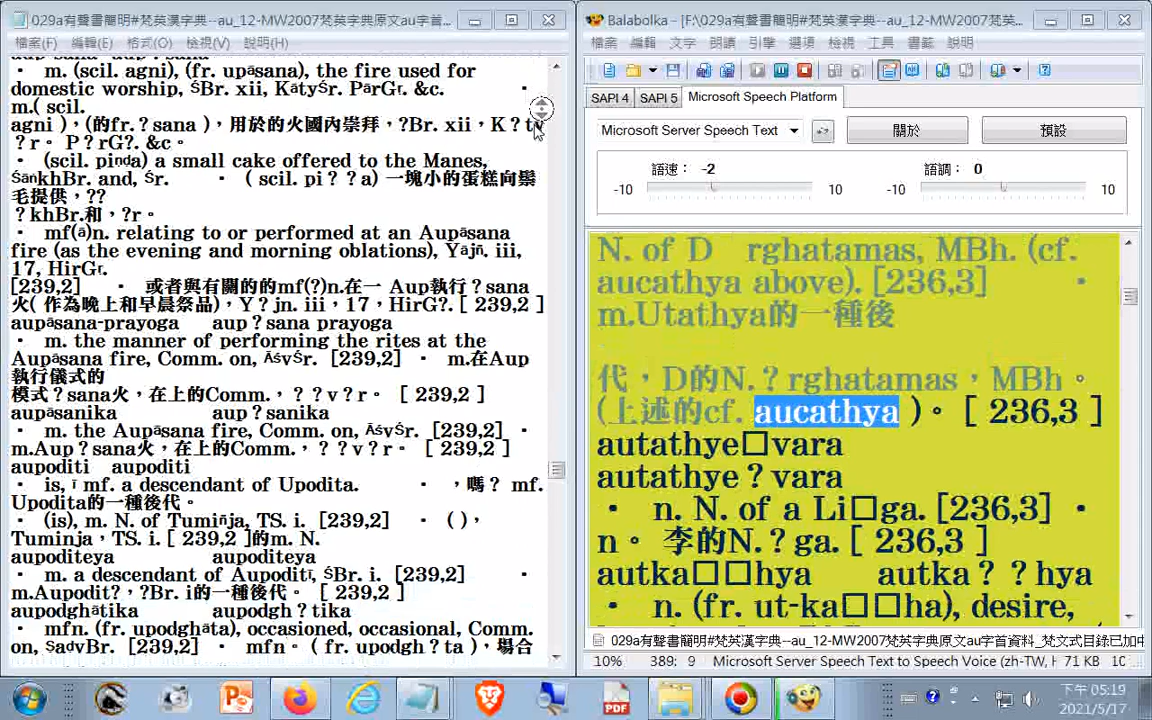 029a有聲書簡明#梵英漢字典--au_12-MW2007梵英字典原文au字首...
檔案(F) 編輯(E) 格式(O) 檢視(V) 說明(H)
• m. (scil. agni), (fr. upāsana), the fire used for
domestic worship, ŚBr. xii, KātyŚr. PārGṛ. &c. •
m.( scil.
agni ), (的fr.？sana ), 用於的火國內崇拜, ?Br. xii, K？ty
？r。 P？rG?. &c。
• (scil. piṇḍa) a small cake offered to the Manes,
ŚāṅkhBr. and, Śr. • ( scil. pi？？a) 一塊小的蛋糕向鬃
毛提供, ??
？khBr.和, ?r。
• mf(ā)n. relating to or performed at an Aupāsana
fire (as the evening and morning oblations), Yājñ. iii,
17, HirGṛ.
[239,2] • 或者與有關的的mf(?)n.在一 Aup執行？sana
火( 作為晚上和早晨祭品), Y？jn. iii, 17, HirG?. [ 239,2 ]
aupāsana-prayoga aup？sana prayoga
• m. the manner of performing the rites at the
Aupāsana fire, Comm. on, ĀśvŚr. [239,2] • m.在Aup
執行儀式的
模式？sana火, 在上的Comm., ？？v？r。 [ 239,2 ]
aupāsanika aup？sanika
• m. the Aupāsana fire, Comm. on, ĀśvŚr. [239,2] •
m.Aup？sana火, 在上的Comm., ？？v？r。 [ 239,2 ]
aupoditi aupoditi
• is, ī mf. a descendant of Upodita. • , 嗎？ mf.
Upodita的一種後代。
• (is), m. N. of Tumiñja, TS. i. [239,2] • ( ),
Tuminja, TS. i. [ 239,2 ]的m. N.
aupoditeya aupoditeya
• m. a descendant of Aupoditi, ŚBr. i. [239,2] •
m.Aupodit?, ?Br. i的一種後代。 [ 239,2 ]
aupodghātika aupodgh？tika
• mfn. (fr. upodghāta), occasioned, occasional, Comm.
on, ṢaḍvBr. [239,2] • mfn。 ( fr. upodgh？ta ), 場合
Balabolka - [F:\029a有聲書簡明#梵英漢字典--au_12-MW2007梵英...
檔案 編輯 文字 朗讀 引擎 選項 檢視 工具 書籤 說明
SAPI 4 SAPI 5 Microsoft Speech Platform
Microsoft Server Speech Text 關於 預設
語速： -2 語調： 0
-10 10 -10 10
N. of D rghatamas, MBh. (cf.
aucathya above). [236,3] •
m.Utathya的一種後
代, D的N.？rghatamas, MBh。
(上述的cf. aucathya )。 [ 236,3 ]
autathye□vara
autathye？vara
• n. N. of a Li□ga. [236,3] •
n。 李的N.？ga. [ 236,3 ]
autka□□hya autka？？hya
• n. (fr. ut-ka□□ha), desire,
029a有聲書簡明#梵英漢字典--au_12-MW2007梵英字典原文au字首資料_梵文式目錄已加中
10% 389: 9 Microsoft Server Speech Text to Speech Voice (zh-TW, H 71 KB 10
下午 05:19
2021/5/17